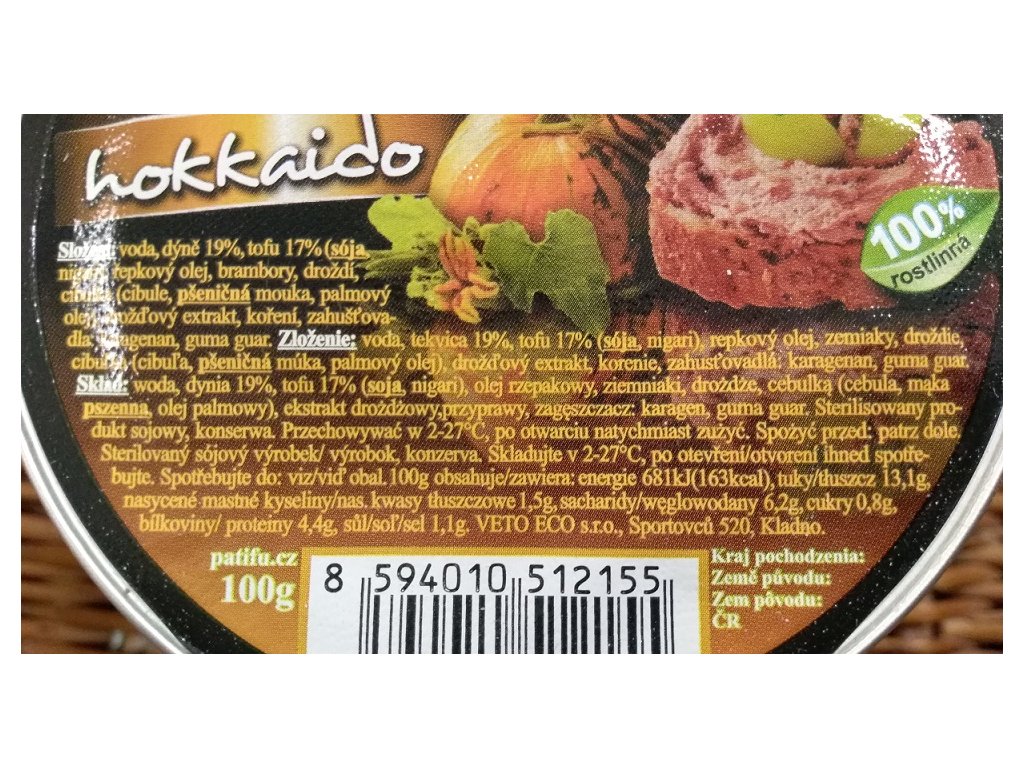 hokkaido
100%
rostlinná
Složení: voda, dýně 19%, tofu 17% (sója,
nigari), řepkový olej, brambory, droždí,
cibulka (cibule, pšeničná mouka, palmový
olej), drožďový extrakt, koření, zahušťova-
dla: karagenan, guma guar. Zloženie: voda, tekvica 19%, tofu 17% (sója, nigari), repkový olej, zemiaky, droždie,
cibuľka (cibuľa, pšeničná múka, palmový olej), drožďový extrakt, korenie, zahusťovadlá: karagenan, guma guar.
Skład: woda, dynia 19%, tofu 17% (soja, nigari), olej rzepakowy, ziemniaki, drożdże, cebulką (cebula, mąka
pszenna, olej palmowy), ekstrakt drożdżowy,przyprawy, zagęszczacz: karagen, guma guar. Sterilisowany pro-
dukt sojowy, konserwa. Przechowywać w 2-27°C, po otwarciu natychmiast zużyć. Spożyć przed: patrz dole
Sterilovaný sójový výrobek/ výrobok, konzerva. Skladujte v 2-27°C, po otevření/otvorení ihned spotře-
bujte. Spotřebujte do: viz/viď obal. 100g obsahuje/zawiera: energie 681kJ(163kcal), tuky/tłuszcz 13,1g,
nasycené mastné kyseliny/nas. kwasy tłuszczowe 1,5g, sacharidy/węglowodany 6,2g, cukry 0,8g,
bílkoviny/ proteiny 4,4g, sůl/soľ/sel 1,1g. VETO ECO s.r.o., Sportovců 520, Kladno.
patifu.cz
100g
8 594010 512155
Kraj pochodzenia:
Země původu:
Zem pôvodu:
ČR